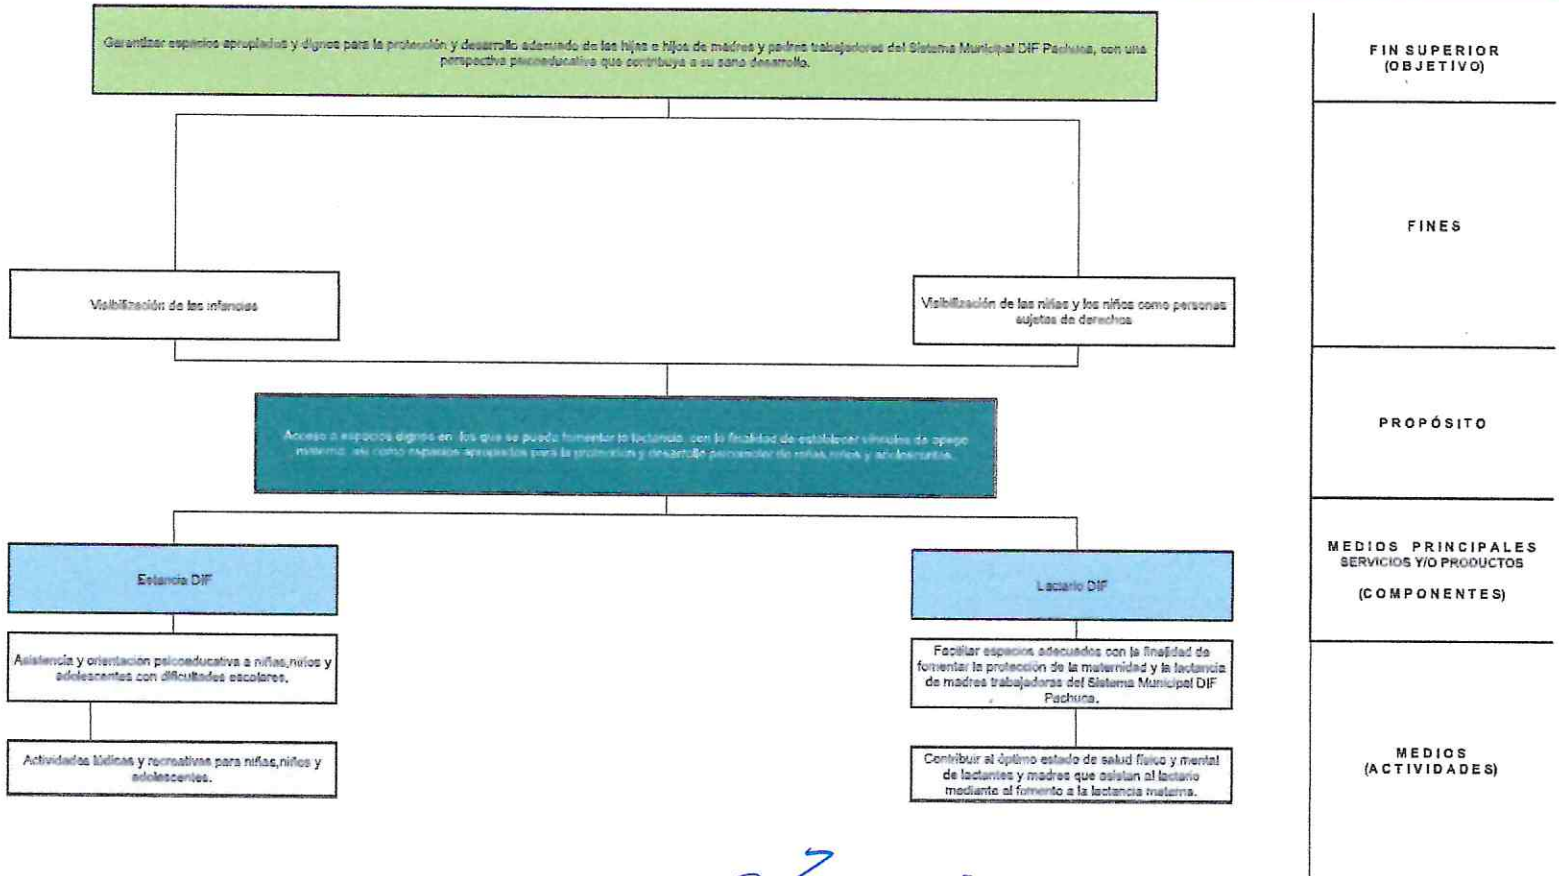 Garantizar espacios apropiados y dignos para la protección y desarrollo adecuado de las hijas e hijos de madres y padres trabajadores del Sistema Municipal DIF Pachuca, con una
perspectiva psicoeducativa que contribuya a su sano desarrollo.
FIN SUPERIOR
(OBJETIVO)
FINES
Visibilización de las infancias
Visibilización de las niñas y los niños como personas
sujetos de derechos
Acceso a espacios dignos en los que se pueda fomentar la lactancia, con la finalidad de establecer vínculos de apego
materno, así como espacios apropiados para la protección y desarrollo psicomotor de niñas,niños y adolescentes.
PROPÓSITO
Estancia DIF
Lactario DIF
MEDIOS PRINCIPALES
SERVICIOS Y/O PRODUCTOS
(COMPONENTES)
Asistencia y orientación psicoeducativa a niñas,niños y
adolescentes con dificultades escolares.
Facilitar espacios adecuados con la finalidad de
fomentar la protección de la maternidad y la lactancia
de madres trabajadoras del Sistema Municipal DIF
Pachuca.
Actividades lúdicas y recreativas para niñas,niños y
adolescentes.
Contribuir al óptimo estado de salud físico y mental
de lactantes y madres que asistan al lactario
mediante el fomento a la lactancia materna.
MEDIOS
(ACTIVIDADES)